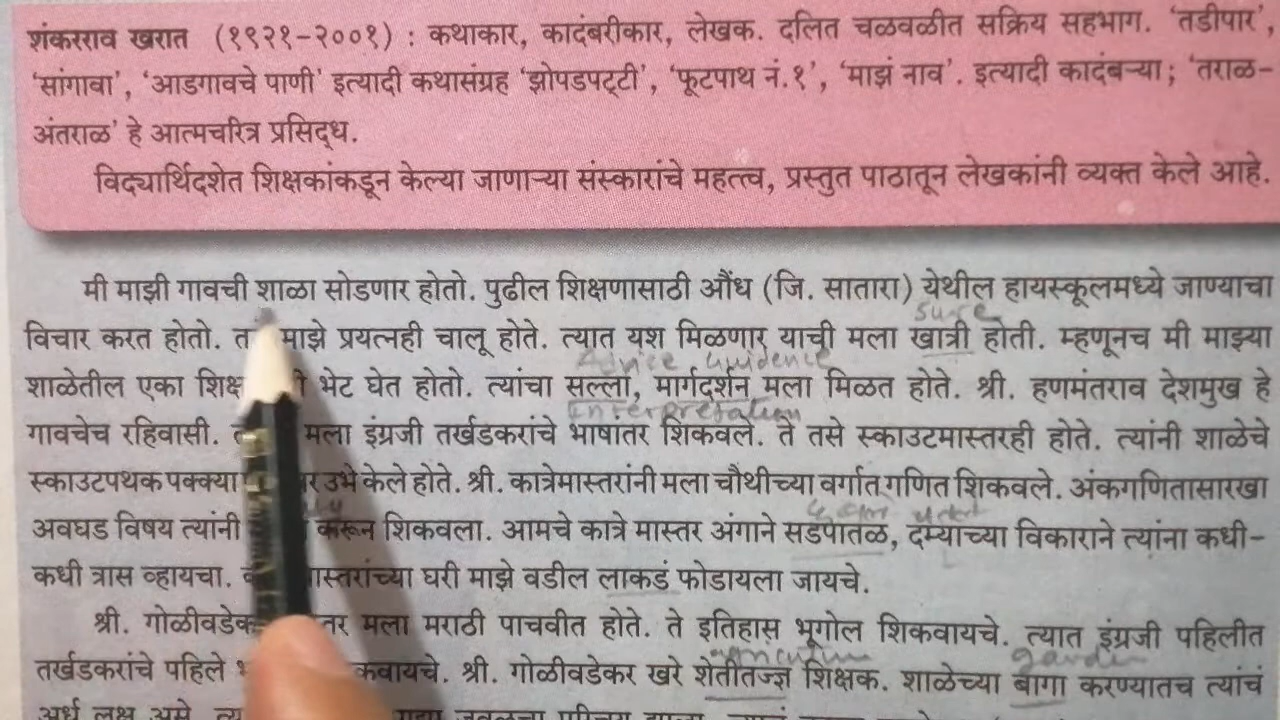 शंकरराव खरात (१९२१-२००१) : कथाकार, कादंबरीकार, लेखक. दलित चळवळीत सक्रिय सहभाग. ‘तडीपार’,
‘सांगावा’, ‘आडगावचे पाणी’ इत्यादी कथासंग्रह ‘झोपडपट्टी’, ‘फूटपाथ नं.१’, ‘माझं नाव’. इत्यादी कादंबऱ्या; ‘तराळ-
अंतराळ’ हे आत्मचरित्र प्रसिद्ध.
विद्यार्थिदशेत शिक्षकांकडून केल्या जाणाऱ्या संस्कारांचे महत्त्व, प्रस्तुत पाठातून लेखकांनी व्यक्त केले आहे.
मी माझी गावची शाळा सोडणार होतो. पुढील शिक्षणासाठी औंध (जि. सातारा) येथील हायस्कूलमध्ये जाण्याचा
sure
विचार करत होतो. माझे प्रयत्नही चालू होते. त्यात यश मिळणार याची मला खात्री होती. म्हणूनच मी माझ्या
Advice Guidence
शाळेतील एका भेट घेत होतो. त्यांचा सल्ला, मार्गदर्शन मला मिळत होते. श्री. हणमंतराव देशमुख हे
Interpretation
गावचेच रहिवासी. मला इंग्रजी तर्खडकरांचे भाषांतर शिकवले. ते तसे स्काउटमास्तरही होते. त्यांनी शाळेचे
स्काउटपथक पक्क्या उभे केले होते. श्री. कात्रेमास्तरांनी मला चौथीच्या वर्गात गणित शिकवले. अंकगणितासारखा
अवघड विषय त्यांनी करून शिकवला. आमचे कात्रे मास्तर अंगाने सडपातळ, दम्याच्या विकाराने त्यांना कधी-
कधी त्रास व्हायचा. घरी माझे वडील लाकडं फोडायला जायचे.
श्री. मला मराठी पाचवीत होते. ते इतिहास भूगोल शिकवायचे. त्यात इंग्रजी पहिलीत
garden
तर्खडकरांचे पहिले श्री. गोळीवडेकर खरे शेतीतज्ज्ञ शिक्षक. शाळेच्या बागा करण्यातच त्यांचं